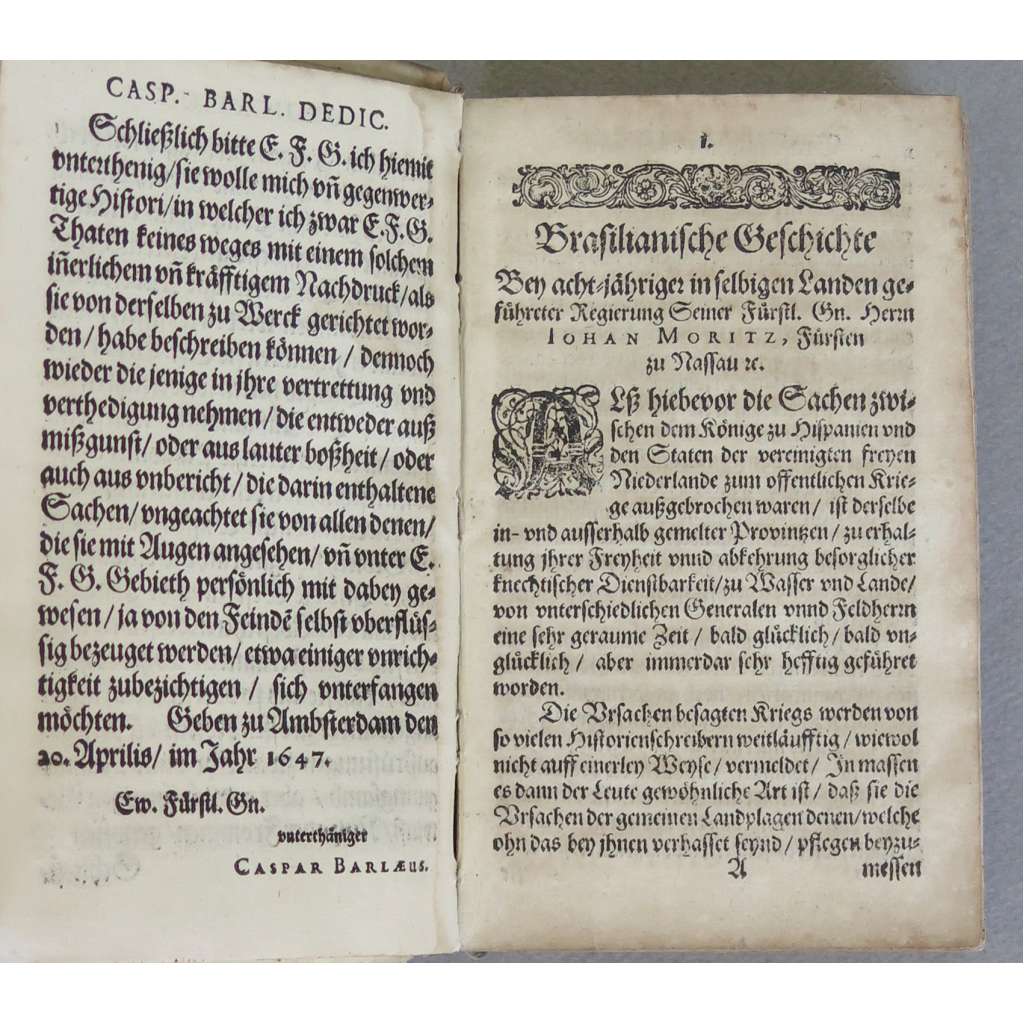 CASP. BARL. DEDIC.
Schließlich bitte E. F. G. ich hiemit
vnterthenig/sie wolle mich vñ gegenwer-
tige Histori/in welcher ich zwar E.F.G.
Thaten keines weges mit einem solchem
iñerlichem vñ kräfftigem Nachdruck/als
sie von derselben zu Werck gerichtet wor-
den/habe beschreiben können/dennoch
wieder die jenige in jhre vertrettung vnd
verthedigung nehmen/die entweder auß
mißgunst/oder aus lauter boßheit/oder
auch aus vnbericht/die darin enthaltene
Sachen/vngeachtet sie von allen denen/
die sie mit Augen angesehen/vñ vnter E.
F. G. Gebieth persönlich mit dabey ge-
wesen/ja von den Feindẽ selbst vberflüs-
sig bezeuget werden/etwa einiger vnrich-
tigkeit zubezichtigen/sich vnterfangen
möchten. Geben zu Ambsterdam den
20. Aprilis/im Jahr 1647.
Ew. Fürstl. Gn.
vnterthäniger
CASPAR BARLÆUS.
1.
Brasilianische Geschichte
Bey acht-jähriger in selbigen Landen ge-
führeter Regierung Seiner Fürstl. Gn. Herrn
IOHAN MORITZ, Fürsten
zu Nassau ꝛc.
ALß hiebevor die Sachen zwi-
schen dem Könige zu Hispanien vnd
den Staten der vereinigten freyen
Niederlande zum offentlichen Krie-
ge außgebrochen waren/ist derselbe
in- vnd ausserhalb gemelter Provintzen/zu erhal-
tung jhrer Freyheit vnnd abkehrung besorglicher
knechtischer Dienstbarkeit/zu Wasser vnd Lande/
von vnterschiedlichen Generalen vnnd Feldherrn
eine sehr geraume Zeit/bald glücklich/bald vn-
glücklich/aber immerdar sehr hefftig geführet
worden.
Die Vrsachen besagten Kriegs werden von
so vielen Historienschreibern weitläufftig/wiewol
nicht auff einerley Weyse/vermeldet/In massen
es dann der Leute gewöhnliche Art ist/daß sie die
Vrsachen der gemeinen Landplagen denen/welche
ohn das bey jhnen verhasset seynd/pflegen beyzu-
A messen